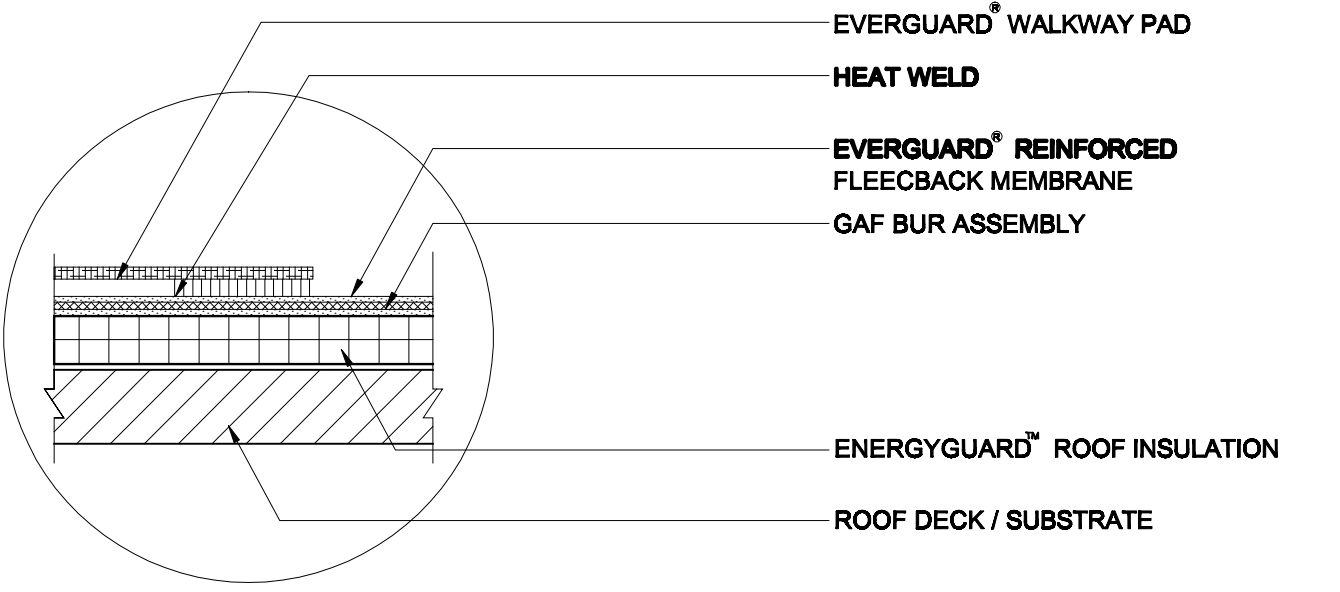 EVERGUARD® WALKWAY PAD
HEAT WELD
EVERGUARD® REINFORCED
FLEECBACK MEMBRANE
GAF BUR ASSEMBLY
ENERGYGUARD™ ROOF INSULATION
ROOF DECK / SUBSTRATE